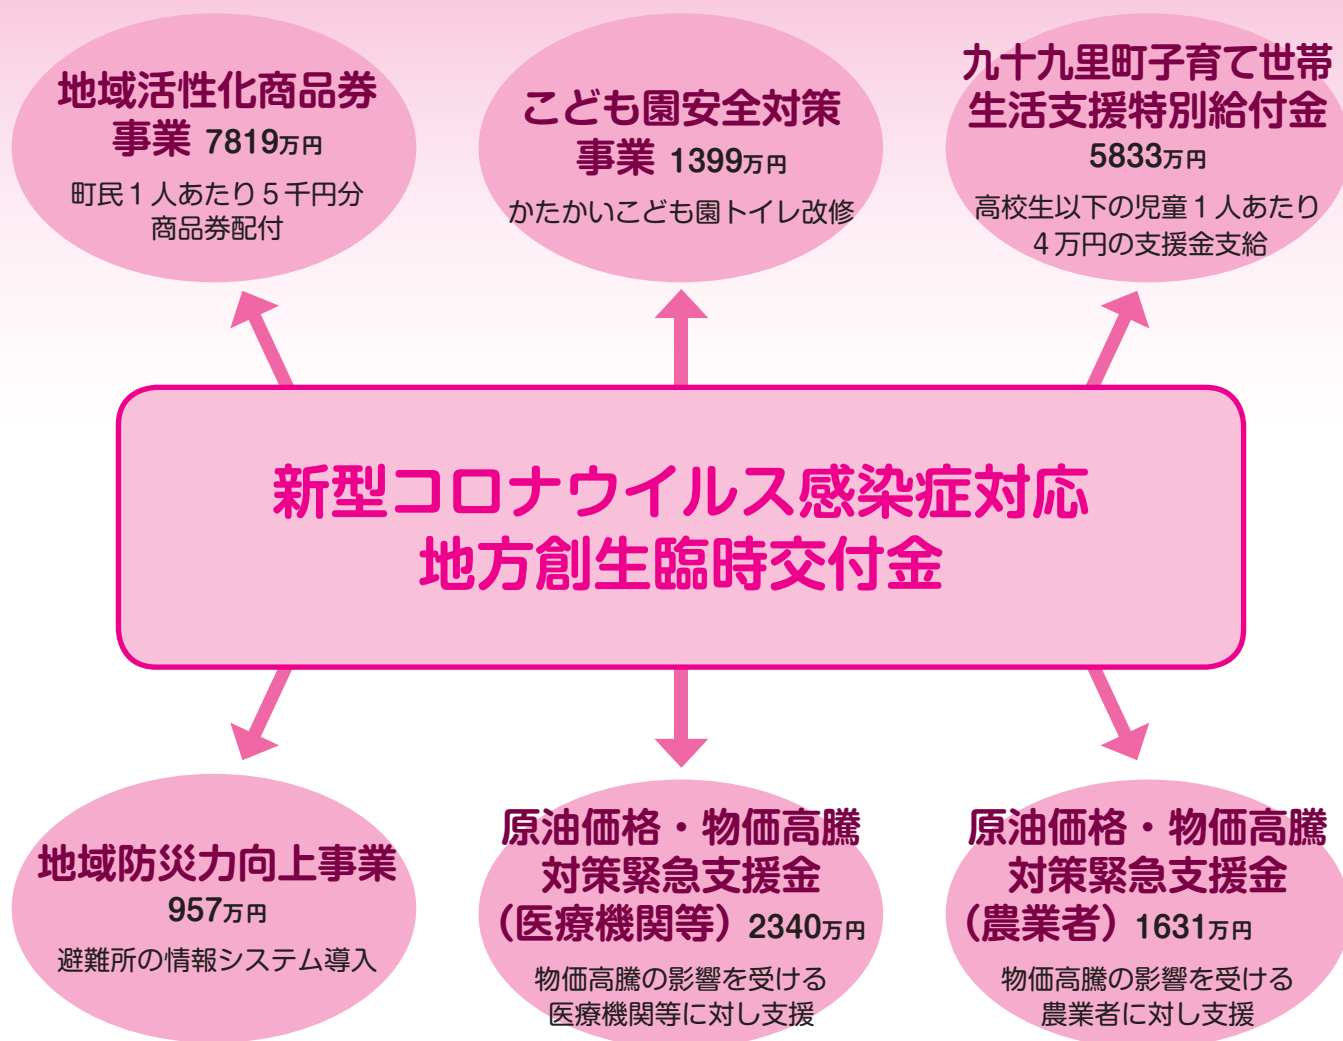 地域活性化商品券
事業 7819万円
町民1人あたり5千円分
商品券配付
こども園安全対策
事業 1399万円
かたかいこども園トイレ改修
九十九里町子育て世帯
生活支援特別給付金
5833万円
高校生以下の児童1人あたり
4万円の支援金支給
新型コロナウイルス感染症対応
地方創生臨時交付金
地域防災力向上事業
957万円
避難所の情報システム導入
原油価格・物価高騰
対策緊急支援金
(医療機関等) 2340万円
物価高騰の影響を受ける
医療機関等に対し支援
原油価格・物価高騰
対策緊急支援金
(農業者) 1631万円
物価高騰の影響を受ける
農業者に対し支援